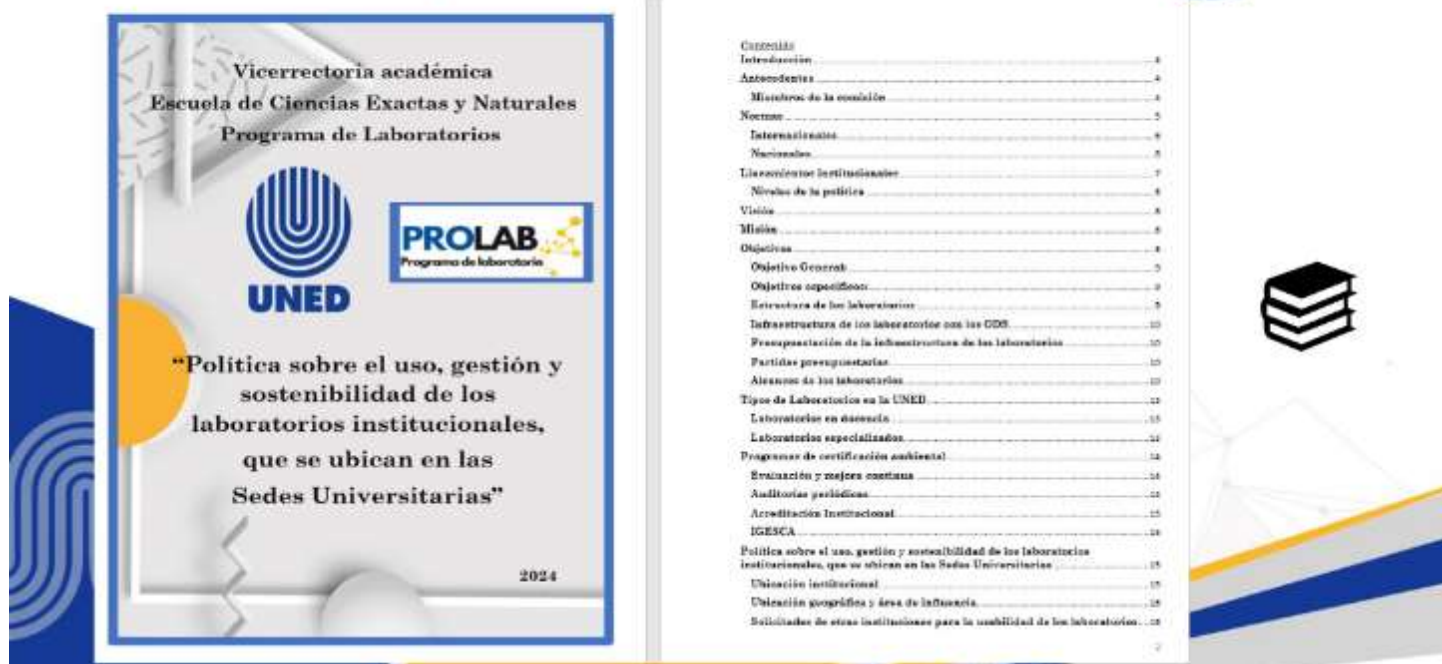 Vicerrectoría académica
Escuela de Ciencias Exactas y Naturales
Programa de Laboratorios
UNED
PROLAB
Programa de laboratorio
“Política sobre el uso, gestión y
sostenibilidad de los
laboratorios institucionales,
que se ubican en las
Sedes Universitarias”
2024
Contenido
Introducción
Antecedentes
Miembros de la comisión
Normas
Internacionales
Nacionales
Lineamientos institucionales
Niveles de la política
Visión
Misión
Objetivos
Objetivo General:
Objetivos específicos:
Estructura de los laboratorios
Infraestructura de los laboratorios con los ODS
Presupuestación de la infraestructura de los laboratorios
Partidas presupuestarias
Alcances de los laboratorios
Tipos de Laboratorios en la UNED
Laboratorios en docencia
Laboratorios especializados
Programas de certificación ambiental
Evaluación y mejora continua
Auditorías periódicas
Acreditación Institucional
IGESCA
Política sobre el uso, gestión y sostenibilidad de los laboratorios
institucionales, que se ubican en las Sedes Universitarias
Ubicación institucional
Ubicación geográfica y área de influencia
Solicitudes de otras instituciones para la usabilidad de los laboratorios
2